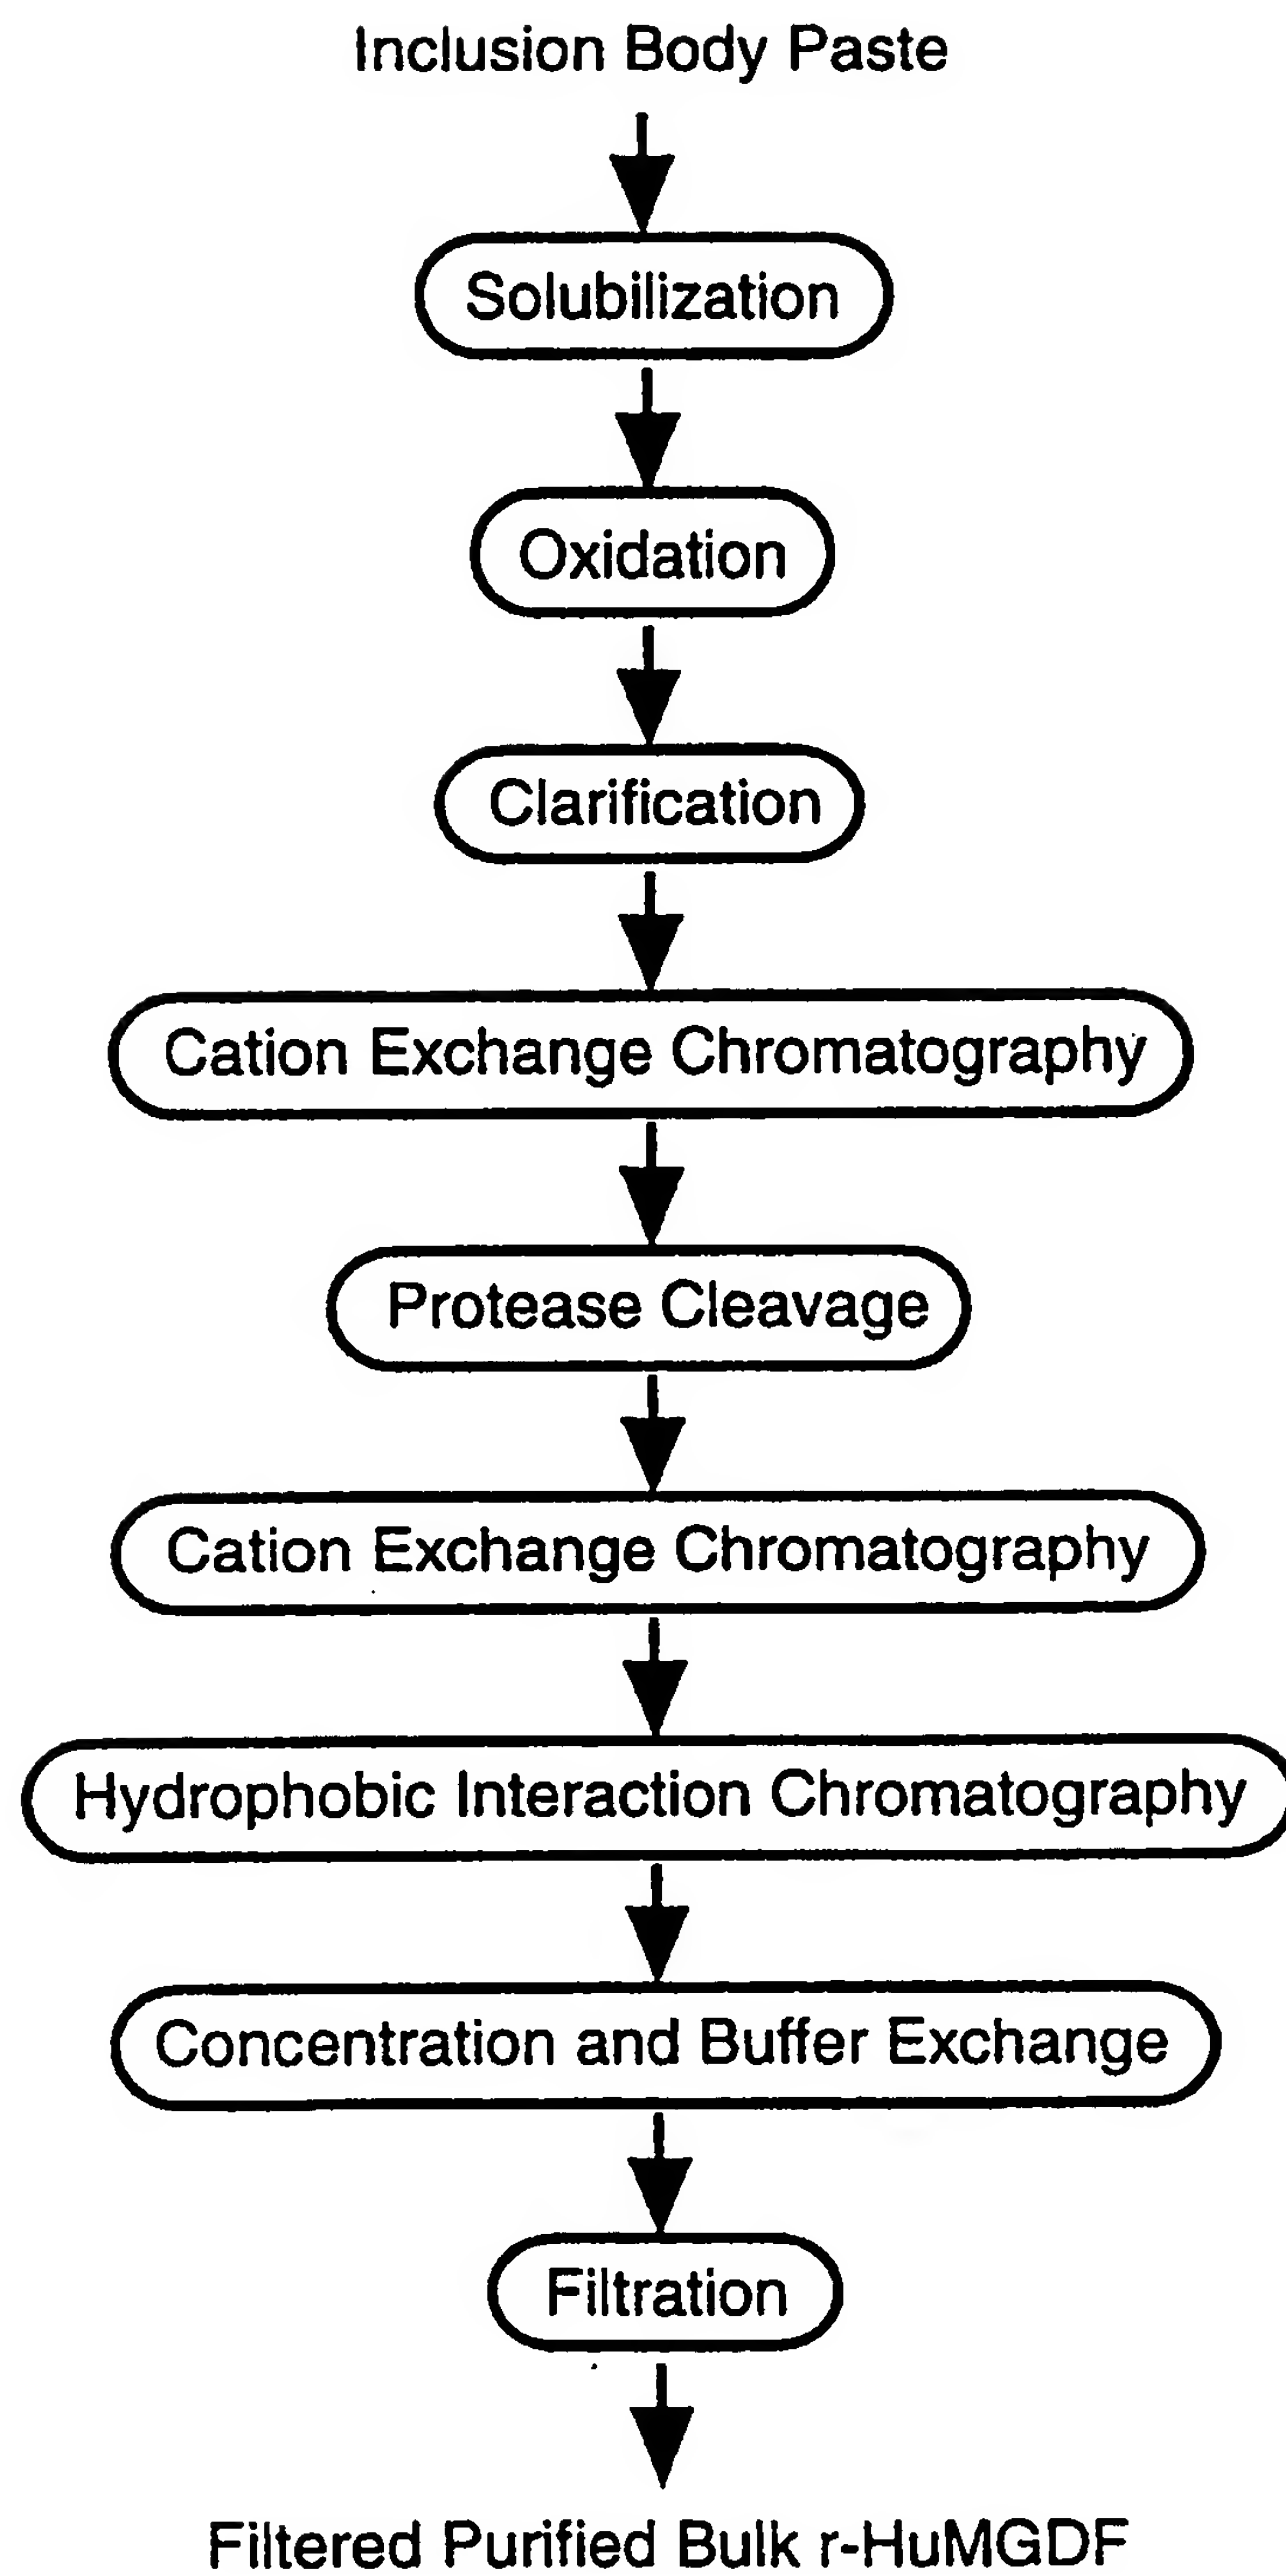 Inclusion Body Paste
Solubilization
Oxidation
Clarification
Cation Exchange Chromatography
Protease Cleavage
Cation Exchange Chromatography
Hydrophobic Interaction Chromatography
Concentration and Buffer Exchange
Filtration
Filtered Purified Bulk r-HuMGDF